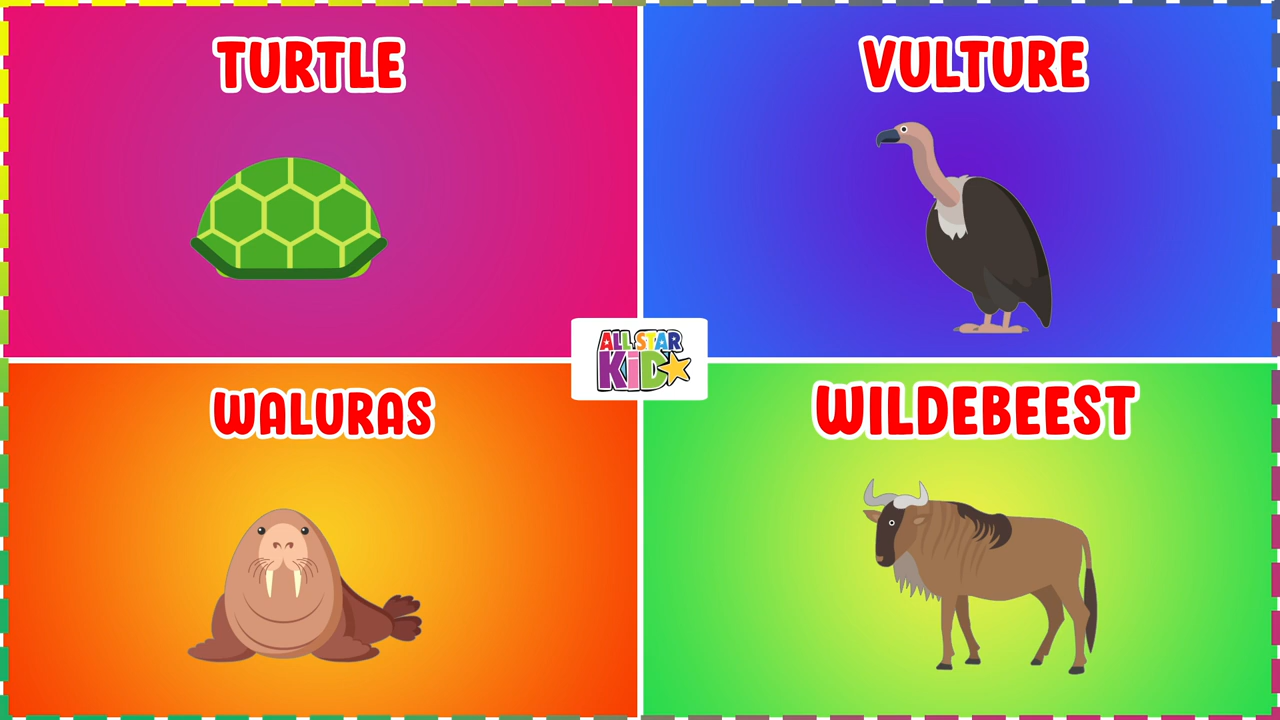 TURTLE
VULTURE
ALL STAR
KiD
WALURAS
WILDEBEEST